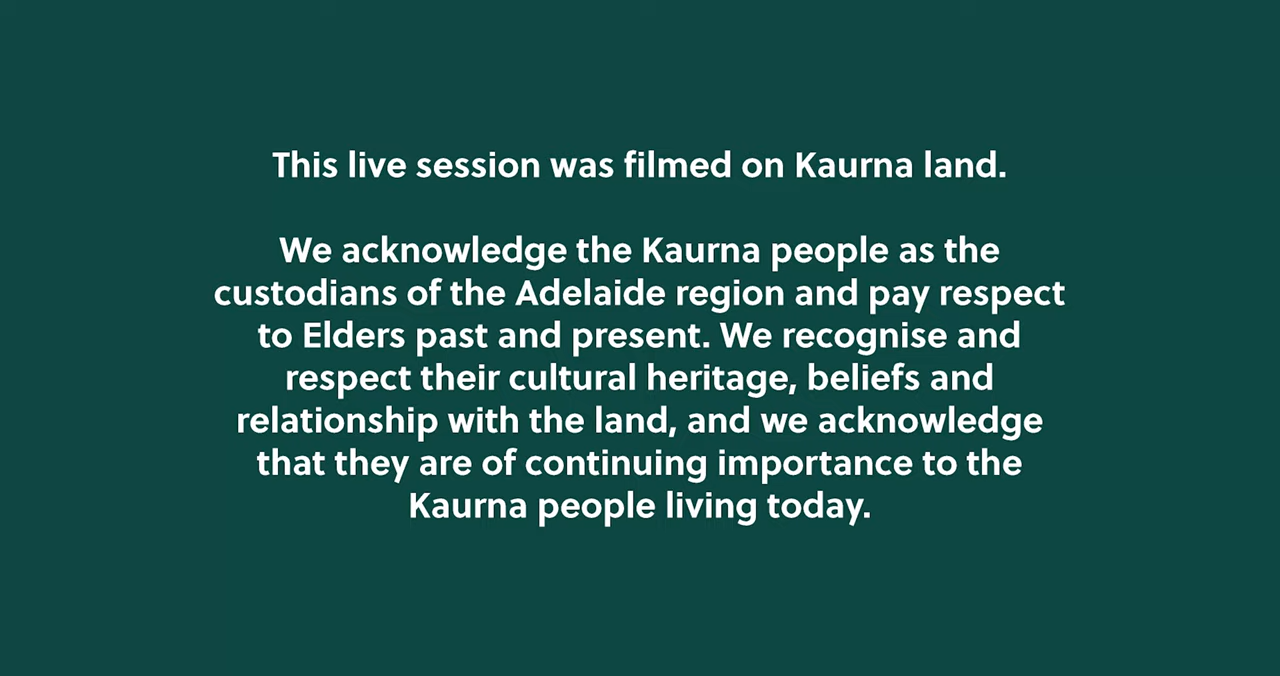 This live session was filmed on Kaurna land.
We acknowledge the Kaurna people as the
custodians of the Adelaide region and pay respect
to Elders past and present. We recognise and
respect their cultural heritage, beliefs and
relationship with the land, and we acknowledge
that they are of continuing importance to the
Kaurna people living today.